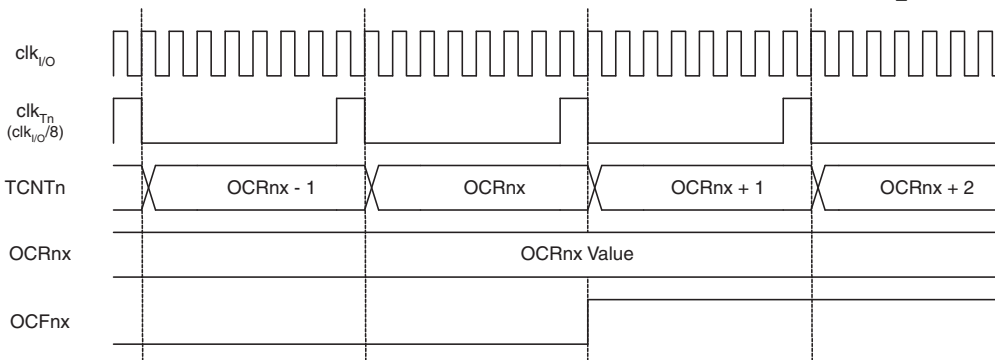 clkI/O
clkTn
(clkI/O/8)
TCNTn OCRnx - 1 OCRnx OCRnx + 1 OCRnx + 2
OCRnx OCRnx Value
OCFnx